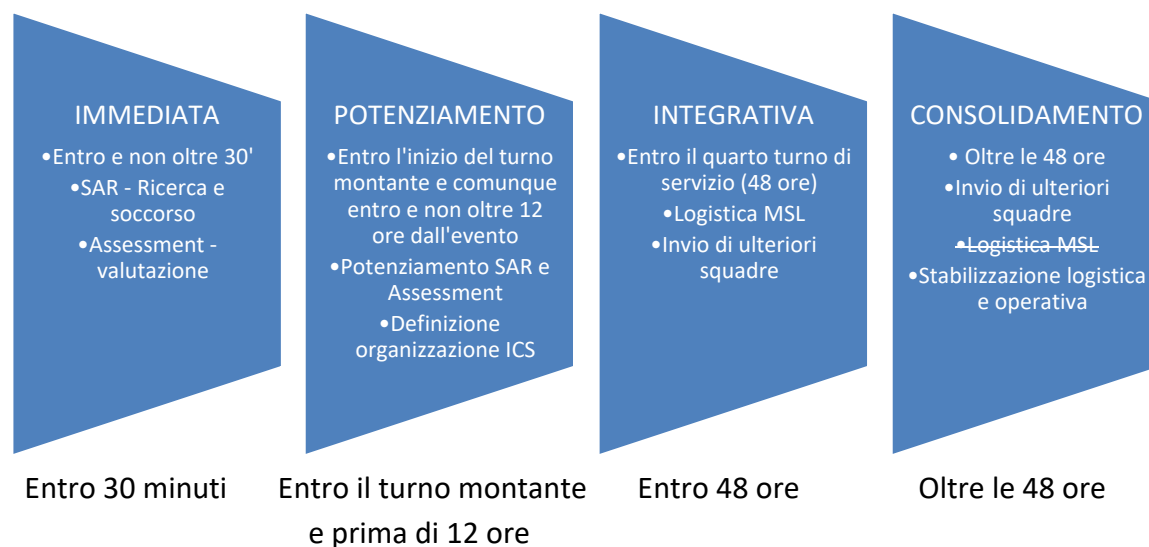 IMMEDIATA
•Entro e non oltre 30'
•SAR - Ricerca e
soccorso
•Assessment -
valutazione
POTENZIAMENTO
•Entro l'inizio del turno
montante e comunque
entro e non oltre 12
ore dall'evento
•Potenziamento SAR e
Assessment
•Definizione
organizzazione ICS
INTEGRATIVA
•Entro il quarto turno di
servizio (48 ore)
•Logistica MSL
•Invio di ulteriori
squadre
CONSOLIDAMENTO
• Oltre le 48 ore
•Invio di ulteriori
squadre
•Logistica MSL
•Stabilizzazione logistica
e operativa
Entro 30 minuti
Entro il turno montante
e prima di 12 ore
Entro 48 ore
Oltre le 48 ore